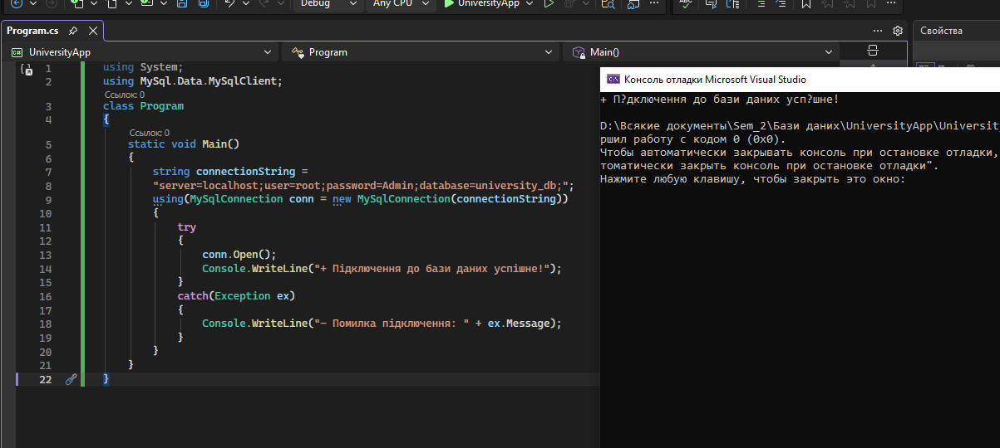 Debug
Any CPU
UniversityApp
Program.cs
Свойства
UniversityApp
Program
Main()
1 using System;
2 using MySql.Data.MySqlClient;
Ссылок: 0
3 class Program
4 {
Ссылок: 0
5 static void Main()
6 {
7 string connectionString =
8 "server=localhost;user=root;password=Admin;database=university_db;";
9 using(MySqlConnection conn = new MySqlConnection(connectionString))
10 {
11 try
12 {
13 conn.Open();
14 Console.WriteLine("+ Підключення до бази даних успішне!");
15 }
16 catch(Exception ex)
17 {
18 Console.WriteLine("- Помилка підключення: " + ex.Message);
19 }
20 }
21 }
22 }
Консоль отладки Microsoft Visual Studio
+ П?дключення до бази даних усп?шне!
D:\Всякие документы\Sem_2\Бази даних\UniversityApp\Universit
ршил работу с кодом 0 (0x0).
Чтобы автоматически закрывать консоль при остановке отладки,
томатически закрыть консоль при остановке отладки".
Нажмите любую клавишу, чтобы закрыть это окно: